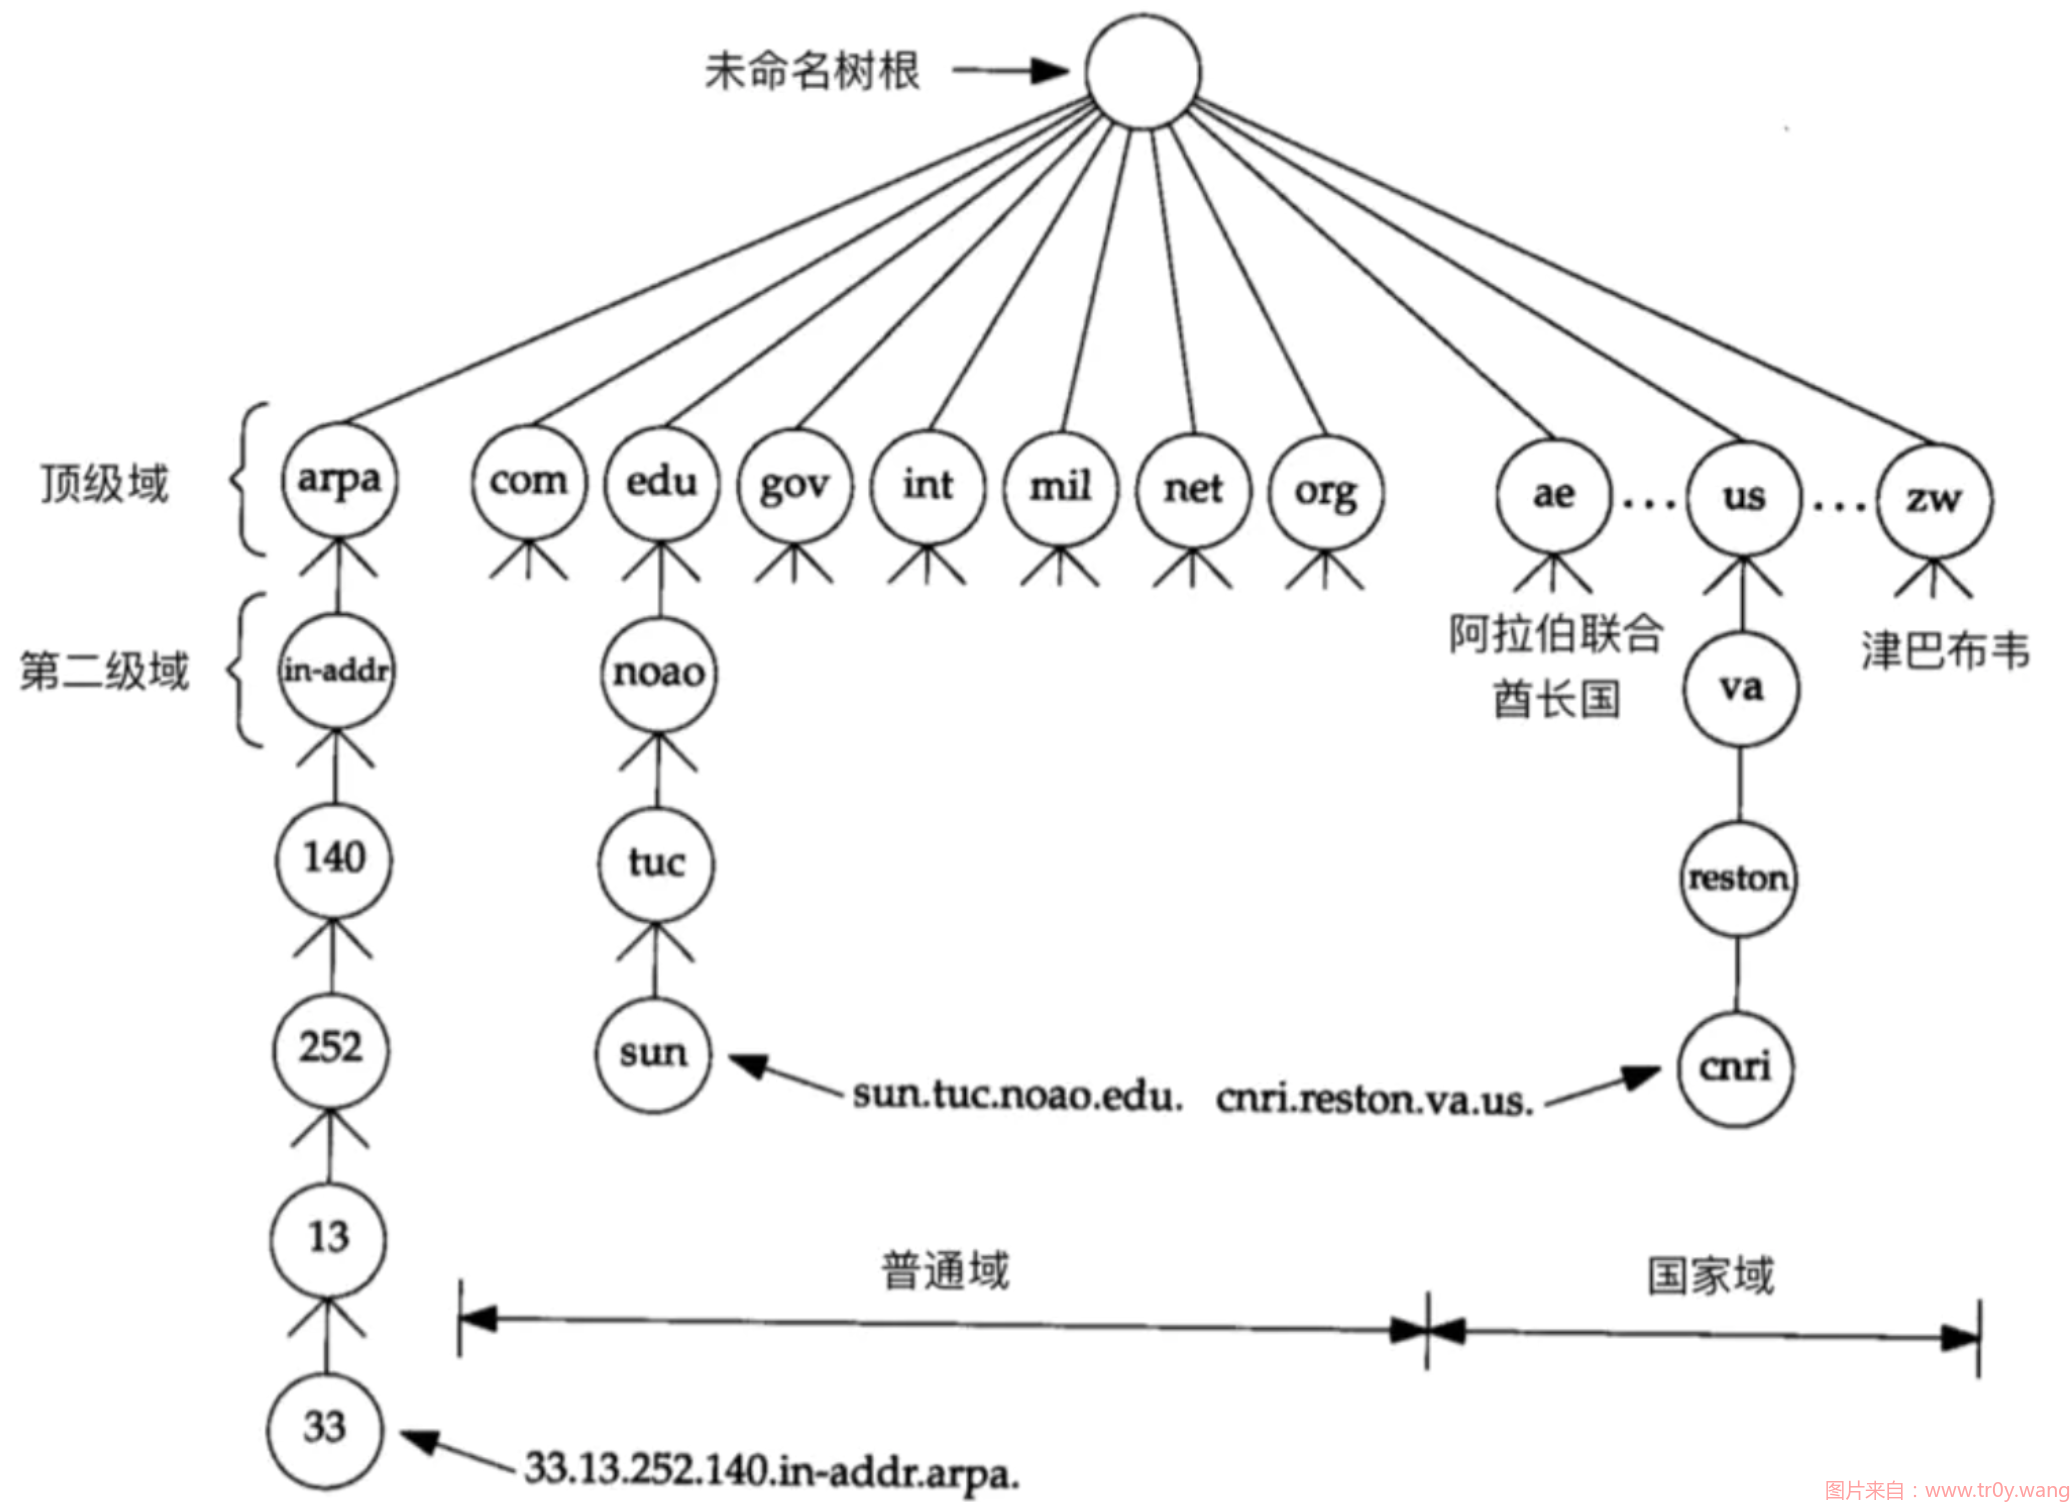 未命名树根
顶级域
arpa
com
edu
gov
int
mil
net
org
ae
...
us
...
zw
阿拉伯联合
酋长国
津巴布韦
第二级域
in-addr
noao
va
140
tuc
reston
252
sun
cnri
sun.tuc.noao.edu.
cnri.reston.va.us.
13
普通域
国家域
33
33.13.252.140.in-addr.arpa.
图片来自：www.tr0y.wang